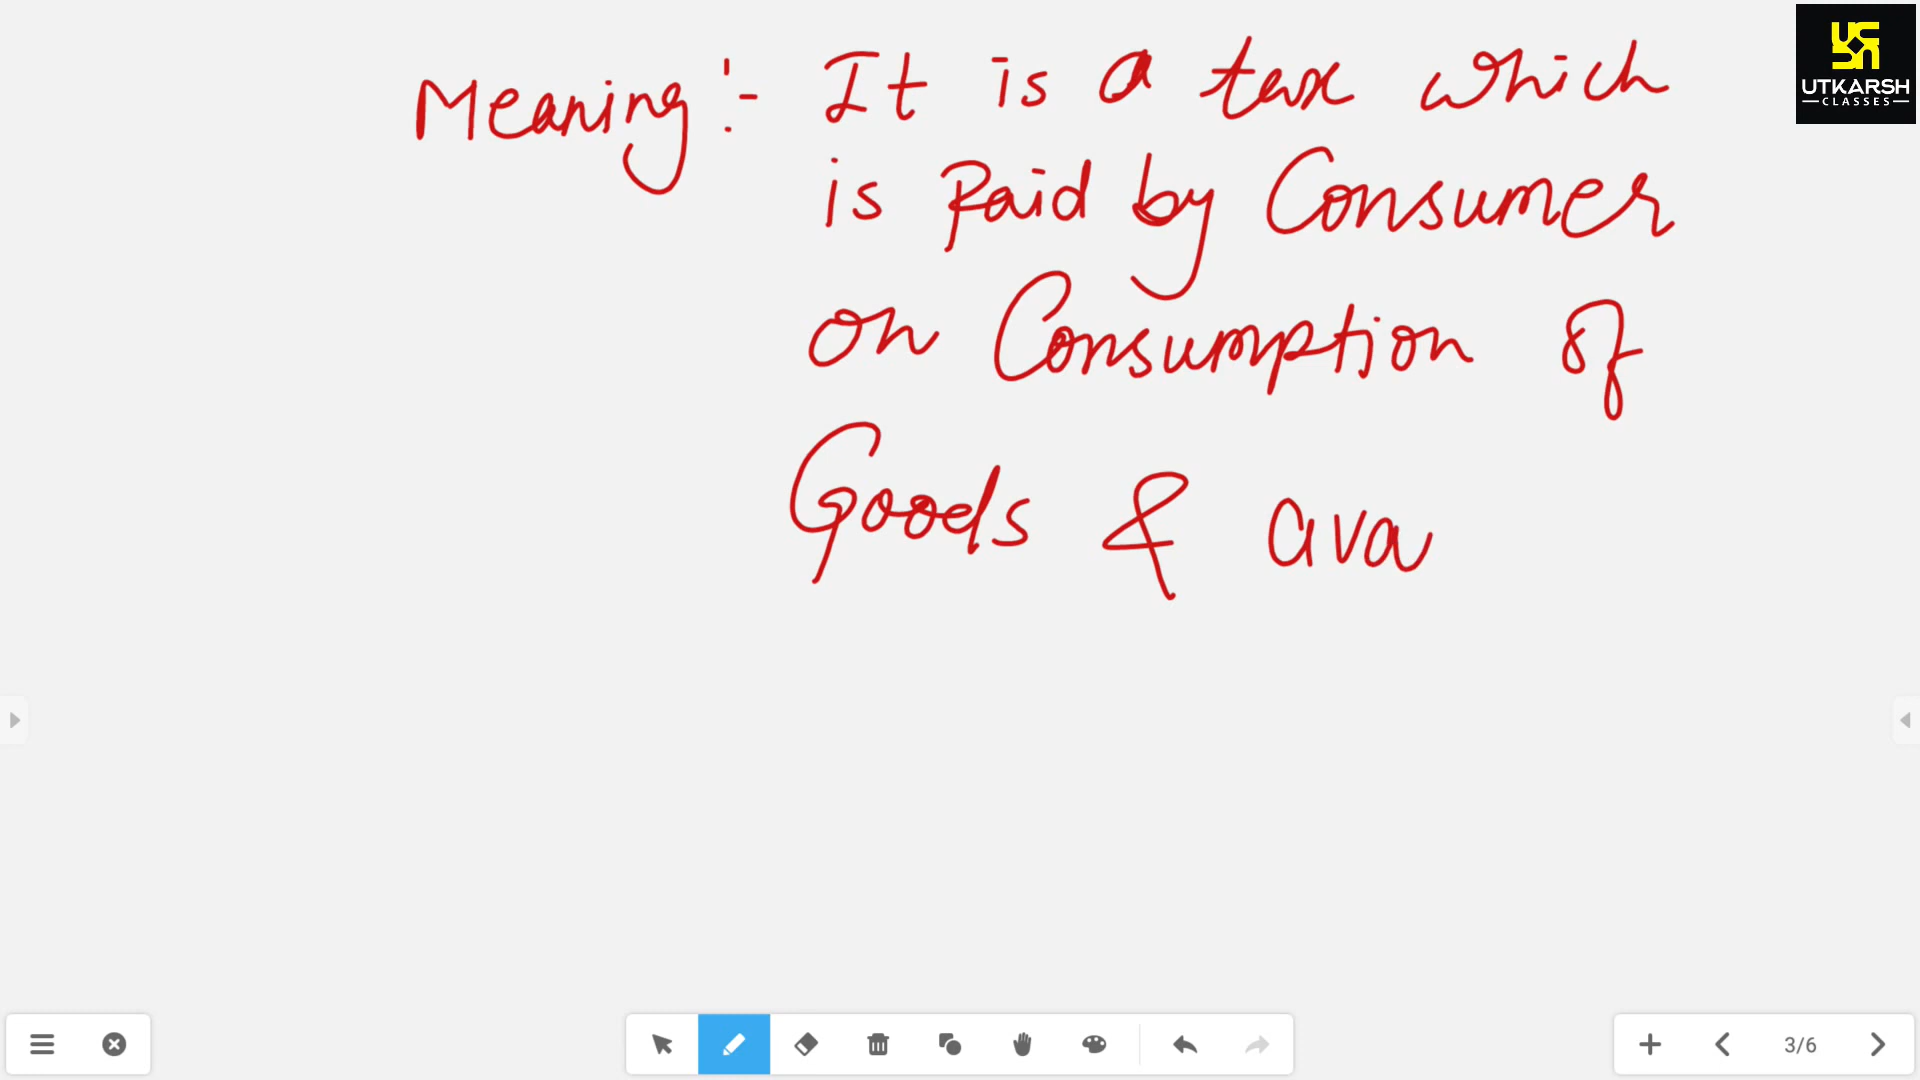 Meaning :- It is a tax which
is Paid by Consumer
on Consumption of
Goods & ava
UTKARSH
CLASSES
3/6